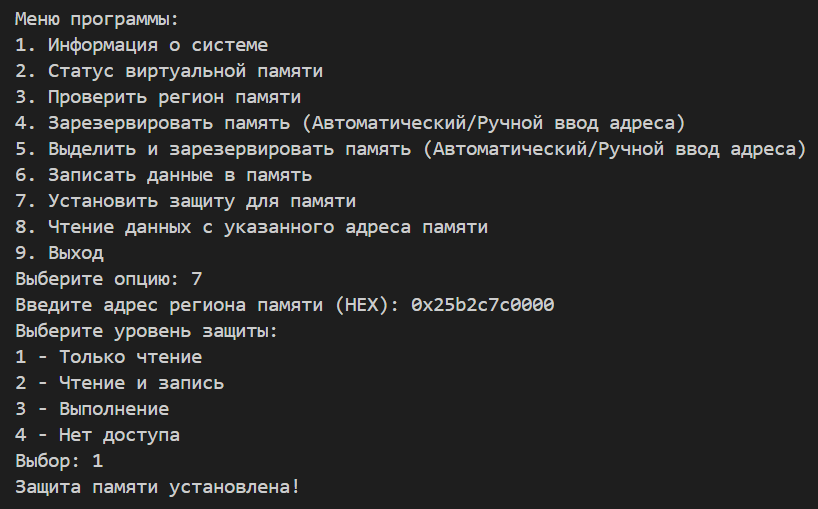 Меню программы:
1. Информация о системе
2. Статус виртуальной памяти
3. Проверить регион памяти
4. Зарезервировать память (Автоматический/Ручной ввод адреса)
5. Выделить и зарезервировать память (Автоматический/Ручной ввод адреса)
6. Записать данные в память
7. Установить защиту для памяти
8. Чтение данных с указанного адреса памяти
9. Выход
Выберите опцию: 7
Введите адрес региона памяти (HEX): 0x25b2c7c0000
Выберите уровень защиты:
1 - Только чтение
2 - Чтение и запись
3 - Выполнение
4 - Нет доступа
Выбор: 1
Защита памяти установлена!